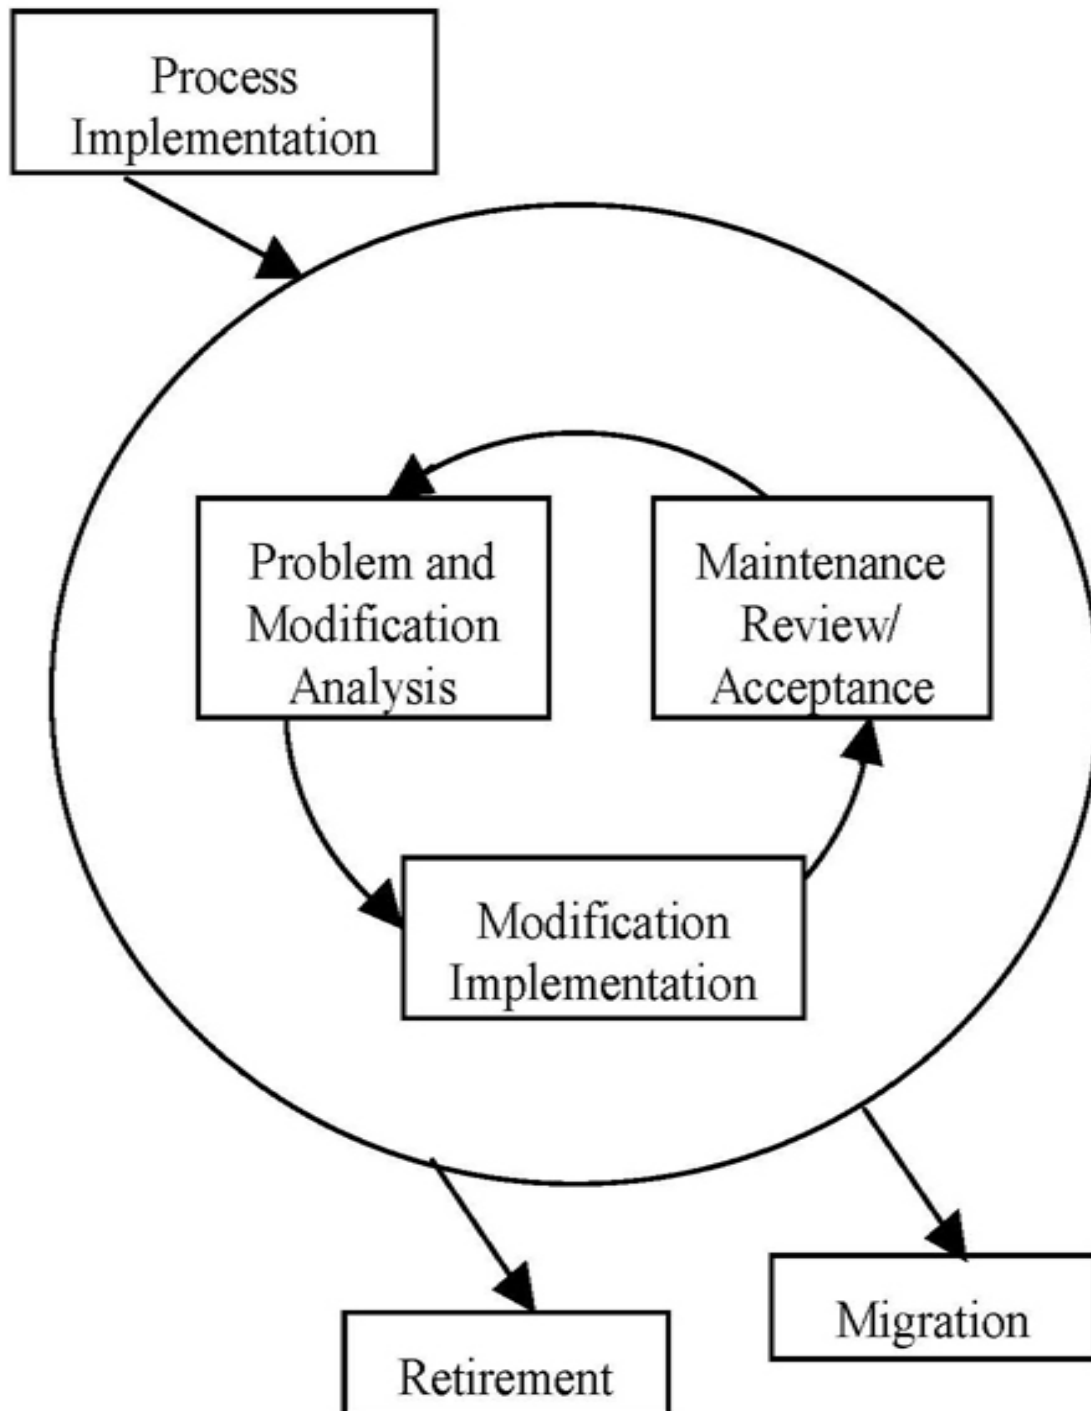 Process
Implementation
Problem and
Modification
Analysis
Maintenance
Review/
Acceptance
Modification
Implementation
Migration
Retirement